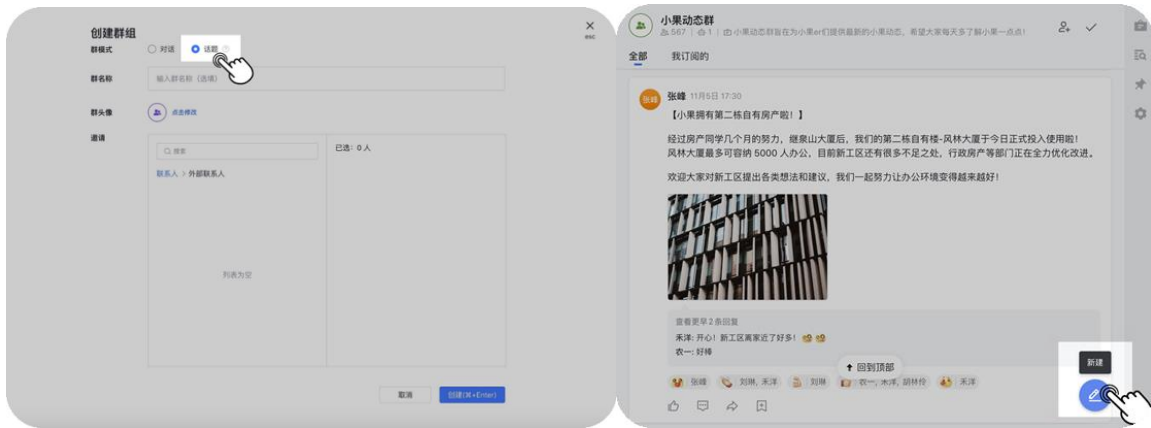 创建群组
esc
群模式
对话
话题
群名称
输入群名称（选填）
群头像
点击修改
邀请
搜索
已选：0 人
联系人 > 外部联系人
列表为空
取消
创建(⌘+Enter)
小果动态群
567 | 1 | 小果动态群旨在为小果er们提供最新的小果动态，希望大家每天多了解小果一点点！
全部 我订阅的
张峰
张峰 11月5日 17:30
【小果拥有第二栋自有房产啦！】
经过房产同学几个月的努力，继泉山大厦后，我们的第二栋自有楼-风林大厦于今日正式投入使用啦！
风林大厦最多可容纳 5000 人办公，目前新工区还有很多不足之处，行政房产等部门正在全力优化改进。
欢迎大家对新工区提出各类想法和建议，我们一起努力让办公环境变得越来越好！
查看更早 2 条回复
禾洋: 开心！新工区离家近了好多！
农一: 好棒
回到顶部
新建
张峰
刘琳, 禾洋
刘琳
农一, 禾洋, 胡林伶
禾洋